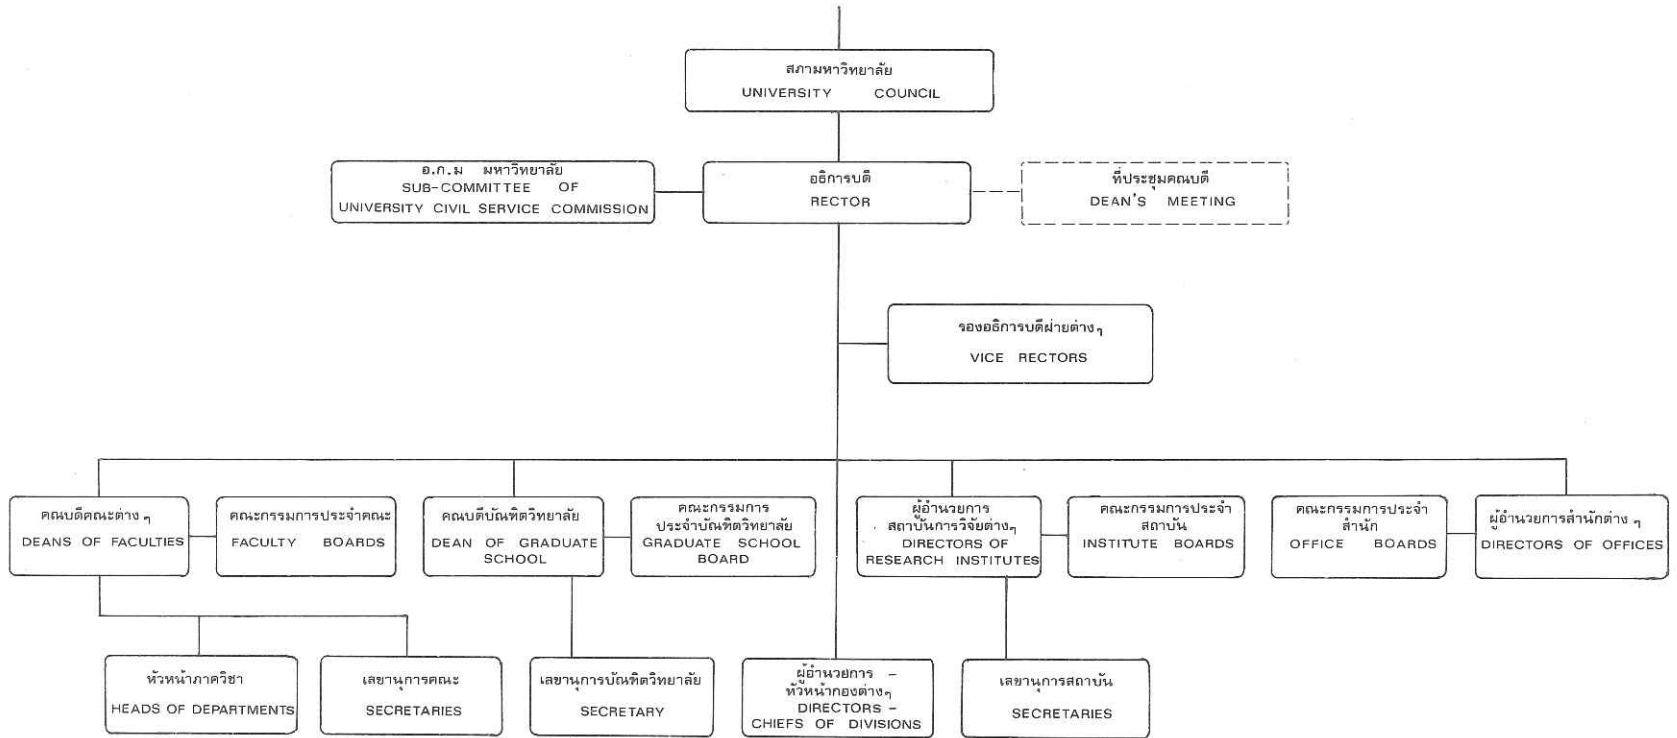 สภามหาวิทยาลัย
UNIVERSITY COUNCIL
อ.ก.ม มหาวิทยาลัย
SUB-COMMITTEE OF
UNIVERSITY CIVIL SERVICE COMMISSION
อธิการบดี
RECTOR
ที่ประชุมคณบดี
DEAN'S MEETING
รองอธิการบดีฝ่ายต่างๆ
VICE RECTORS
คณบดีคณะต่าง ๆ
DEANS OF FACULTIES
คณะกรรมการประจำคณะ
FACULTY BOARDS
คณบดีบัณฑิตวิทยาลัย
DEAN OF GRADUATE
SCHOOL
คณะกรรมการ
ประจำบัณฑิตวิทยาลัย
GRADUATE SCHOOL
BOARD
ผู้อำนวยการ
สถาบันการวิจัยต่างๆ
DIRECTORS OF
RESEARCH INSTITUTES
คณะกรรมการประจำ
สถาบัน
INSTITUTE BOARDS
คณะกรรมการประจำ
สำนัก
OFFICE BOARDS
ผู้อำนวยการสำนักต่าง ๆ
DIRECTORS OF OFFICES
หัวหน้าภาควิชา
HEADS OF DEPARTMENTS
เลขานุการคณะ
SECRETARIES
เลขานุการบัณฑิตวิทยาลัย
SECRETARY
ผู้อำนวยการ –
หัวหน้ากองต่างๆ
DIRECTORS –
CHIEFS OF DIVISIONS
เลขานุการสถาบัน
SECRETARIES